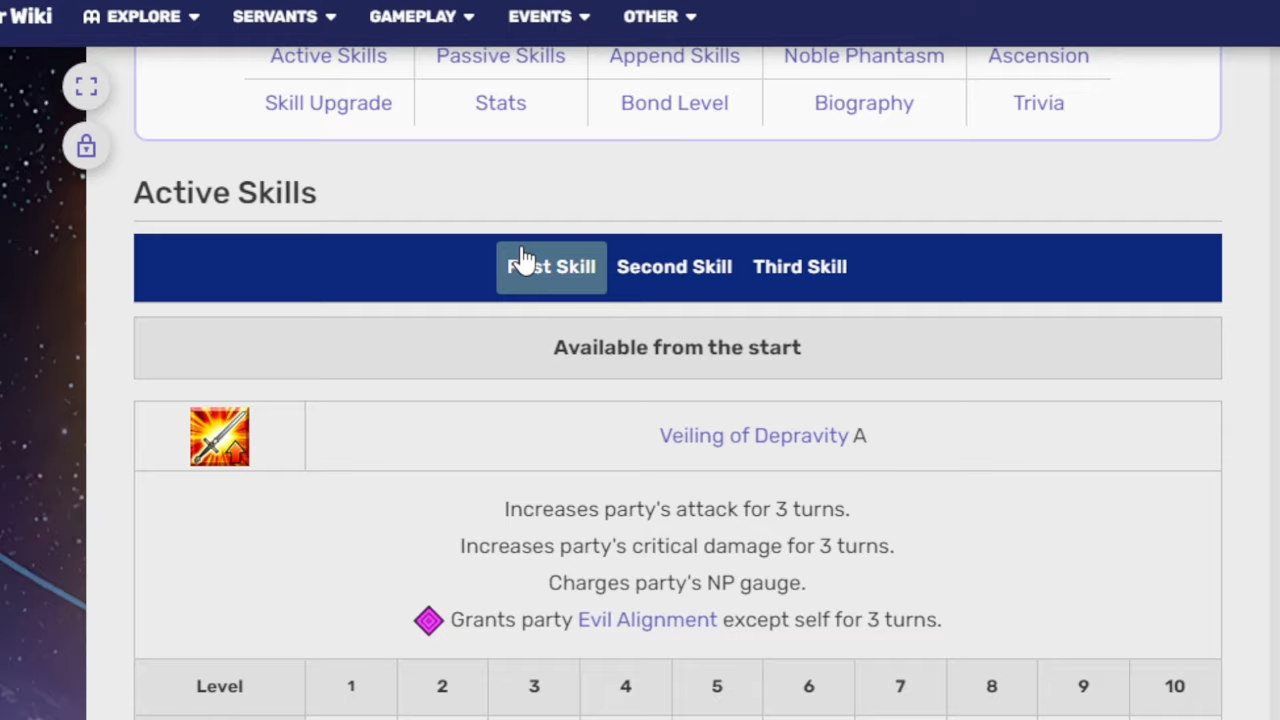 r Wiki EXPLORE SERVANTS GAMEPLAY EVENTS OTHER
Active Skills Passive Skills Append Skills Noble Phantasm Ascension
Skill Upgrade Stats Bond Level Biography Trivia
Active Skills
Skill Second Skill Third Skill
Available from the start
Veiling of Depravity A
Increases party's attack for 3 turns.
Increases party's critical damage for 3 turns.
Charges party's NP gauge.
Grants party Evil Alignment except self for 3 turns.
Level 1 2 3 4 5 6 7 8 9 10